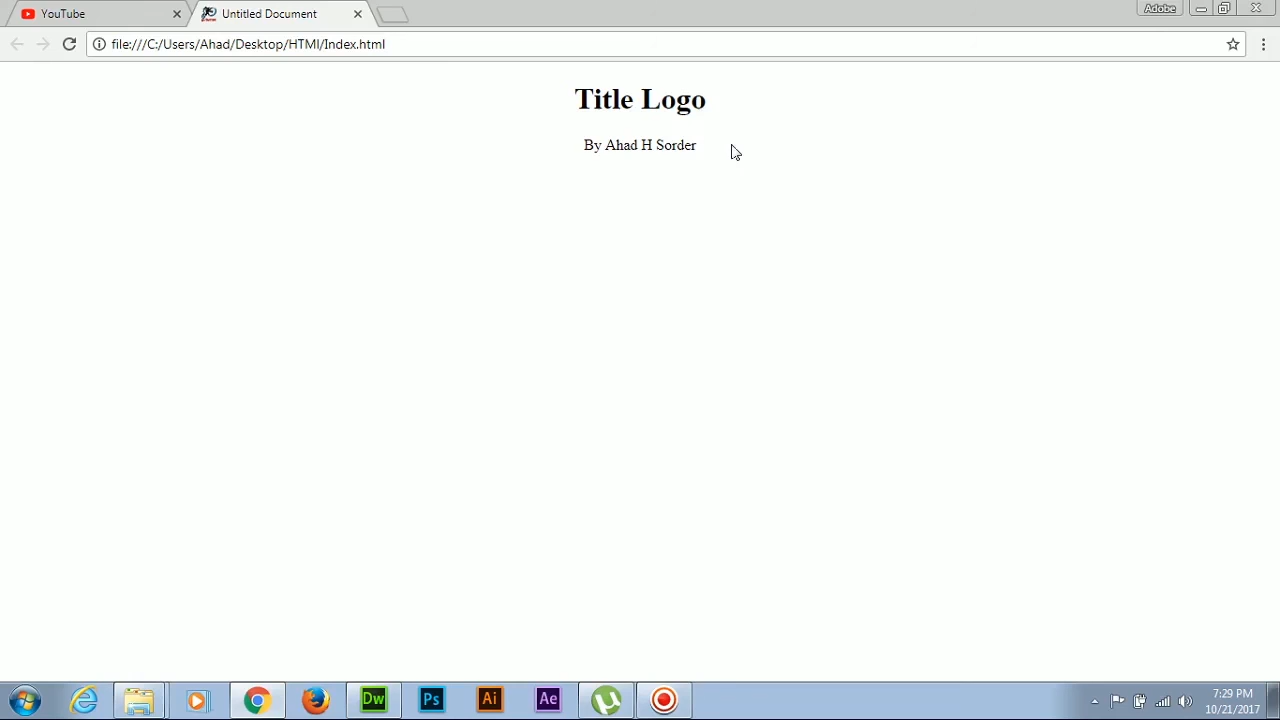 YouTube
Untitled Document
Adobe
file:///C:/Users/Ahad/Desktop/HTMl/Index.html
Title Logo
By Ahad H Sorder
Dw
Ps
Ai
Ae
7:29 PM
10/21/2017